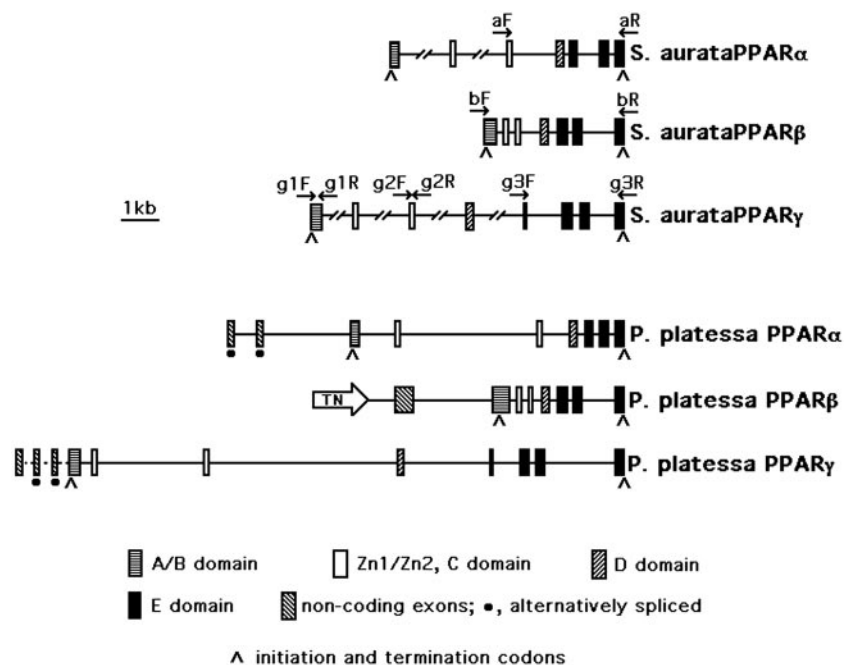 aF aR
S. aurataPPARα
bF bR
S. aurataPPARβ
g1F g1R g2F g2R g3F g3R
1kb
S. aurataPPARγ
P. platessa PPARα
TN
P. platessa PPARβ
P. platessa PPARγ
A/B domain Zn1/Zn2, C domain D domain
E domain non-coding exons; •, alternatively spliced
^ initiation and termination codons